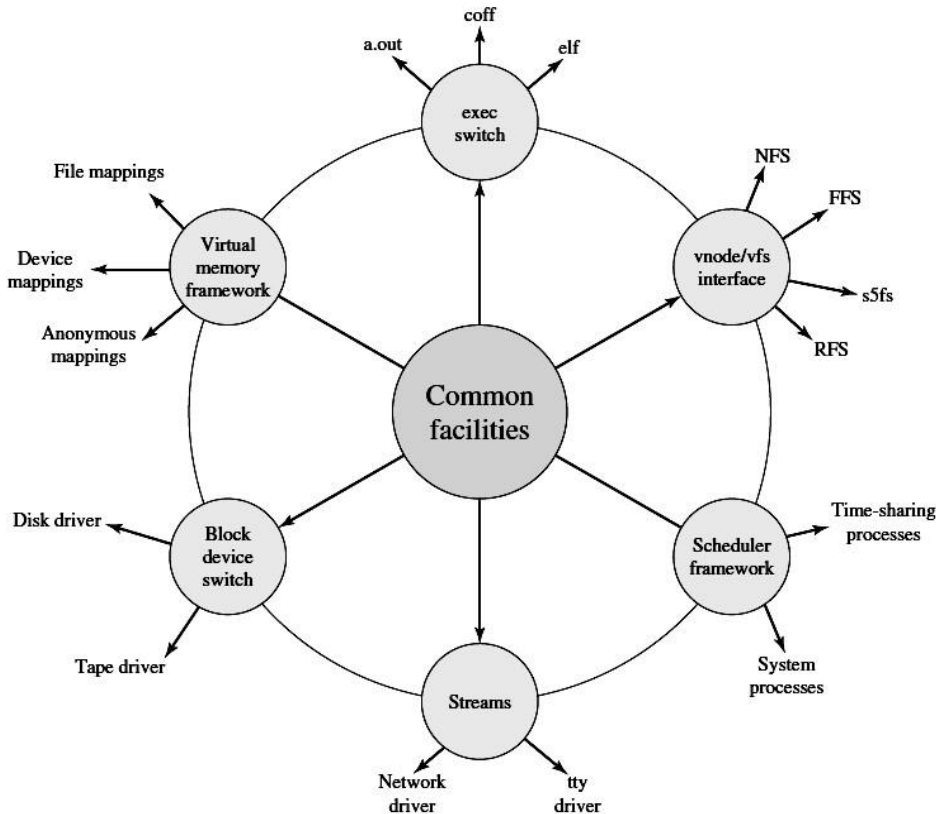 coff
a.out
elf
exec
switch
NFS
File mappings
FFS
Virtual
memory
framework
vnode/vfs
interface
Device
mappings
s5fs
Anonymous
mappings
RFS
Common
facilities
Disk driver
Block
device
switch
Scheduler
framework
Time-sharing
processes
Tape driver
System
processes
Streams
Network
driver
tty
driver